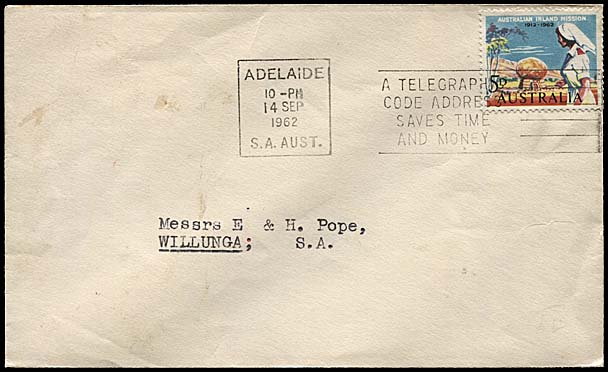 AUSTRALIAN INLAND MISSION
1912-1962
5D
AUSTRALIA
ADELAIDE
10 -PM
14 SEP
1962
S.A. AUST.
A TELEGRAPH
CODE ADDRES
SAVES TIME
AND MONEY
Messrs E & H. Pope,
WILLUNGA; S.A.